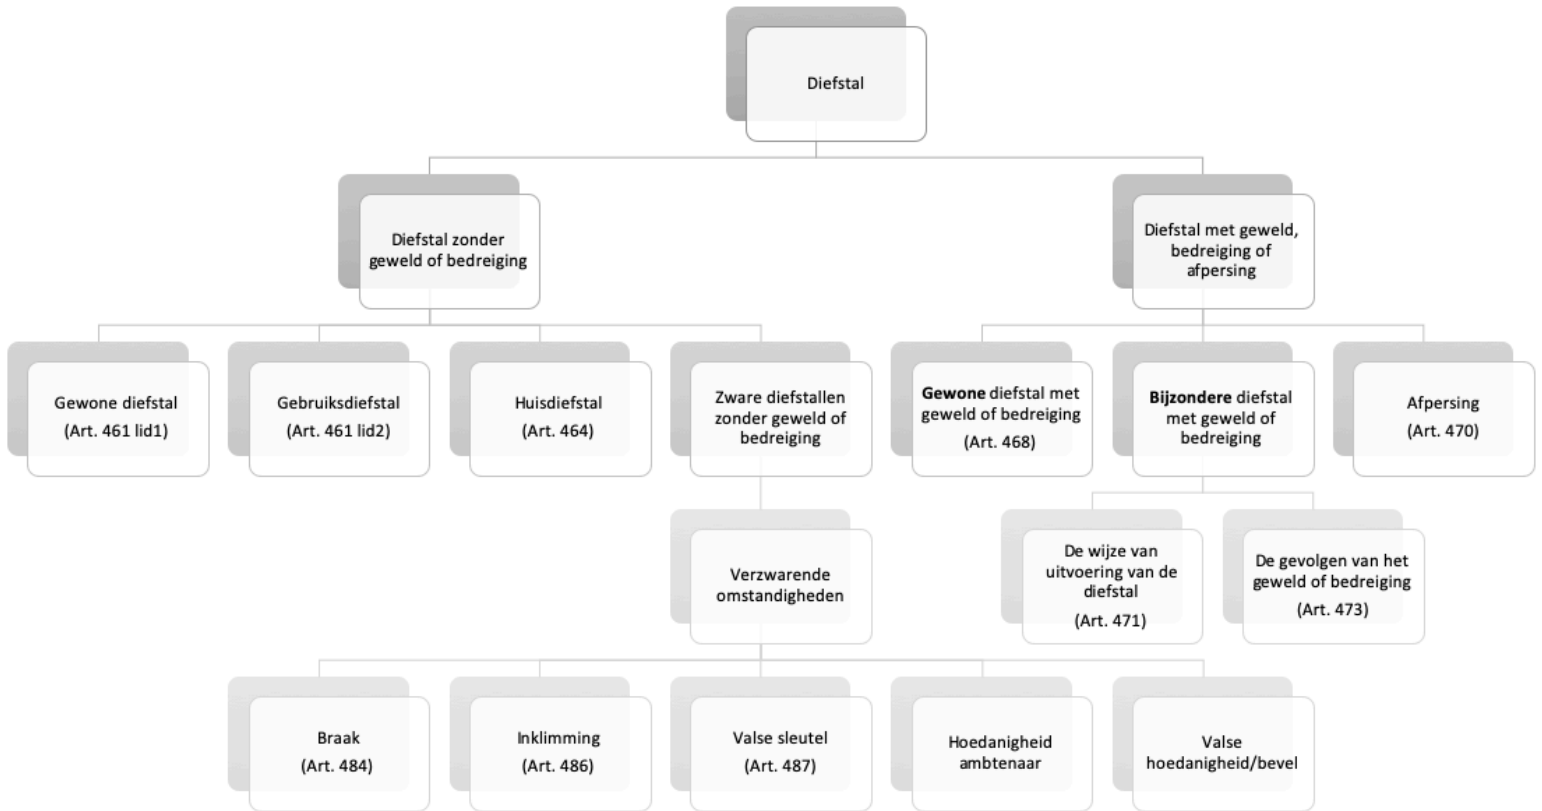 Diefstal
Diefstal zonder
geweld of bedreiging
Diefstal met geweld,
bedreiging of
afpersing
Gewone diefstal
(Art. 461 lid1)
Gebruiksdiefstal
(Art. 461 lid2)
Huisdiefstal
(Art. 464)
Zware diefstallen
zonder geweld of
bedreiging
Gewone diefstal met
geweld of bedreiging
(Art. 468)
Bijzondere diefstal
met geweld of
bedreiging
Afpersing
(Art. 470)
Verzwarende
omstandigheden
De wijze van
uitvoering van de
diefstal
(Art. 471)
De gevolgen van het
geweld of bedreiging
(Art. 473)
Braak
(Art. 484)
Inklimming
(Art. 486)
Valse sleutel
(Art. 487)
Hoedanigheid
ambtenaar
Valse
hoedanigheid/bevel